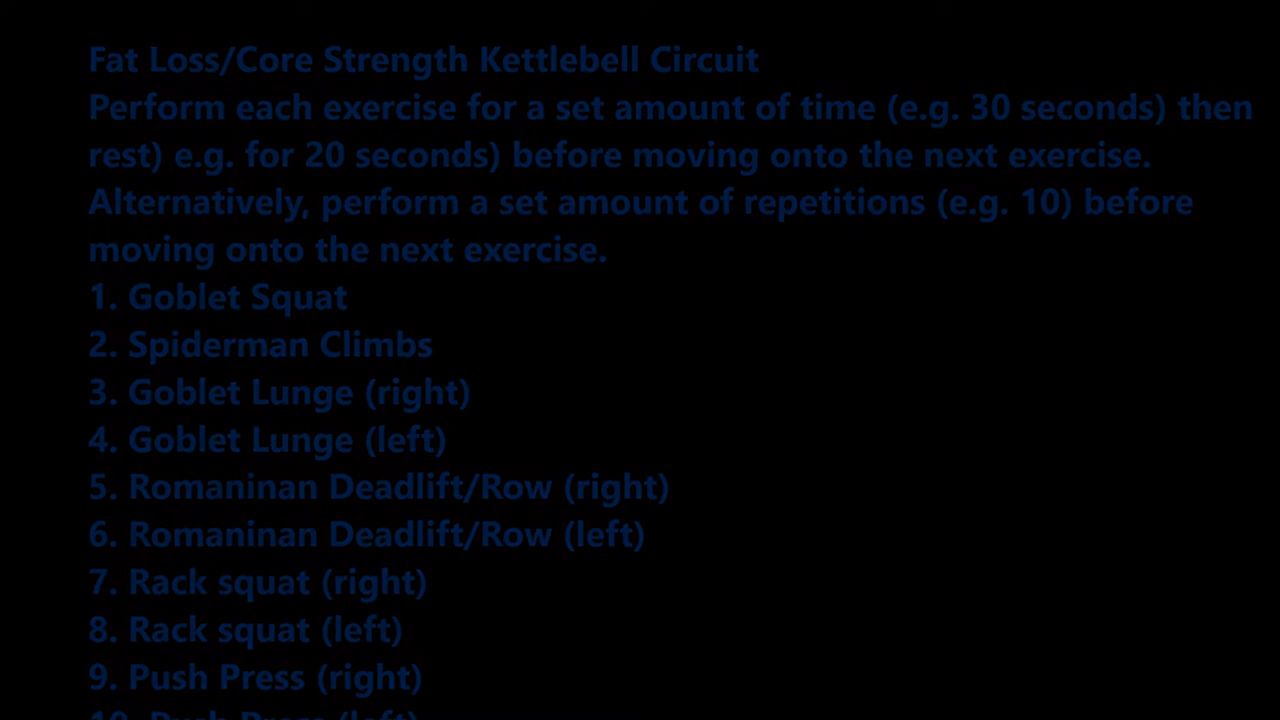 Fat Loss/Core Strength Kettlebell Circuit
Perform each exercise for a set amount of time (e.g. 30 seconds) then
rest) e.g. for 20 seconds) before moving onto the next exercise.
Alternatively, perform a set amount of repetitions (e.g. 10) before
moving onto the next exercise.
1. Goblet Squat
2. Spiderman Climbs
3. Goblet Lunge (right)
4. Goblet Lunge (left)
5. Romaninan Deadlift/Row (right)
6. Romaninan Deadlift/Row (left)
7. Rack squat (right)
8. Rack squat (left)
9. Push Press (right)
10. Push Press (left)